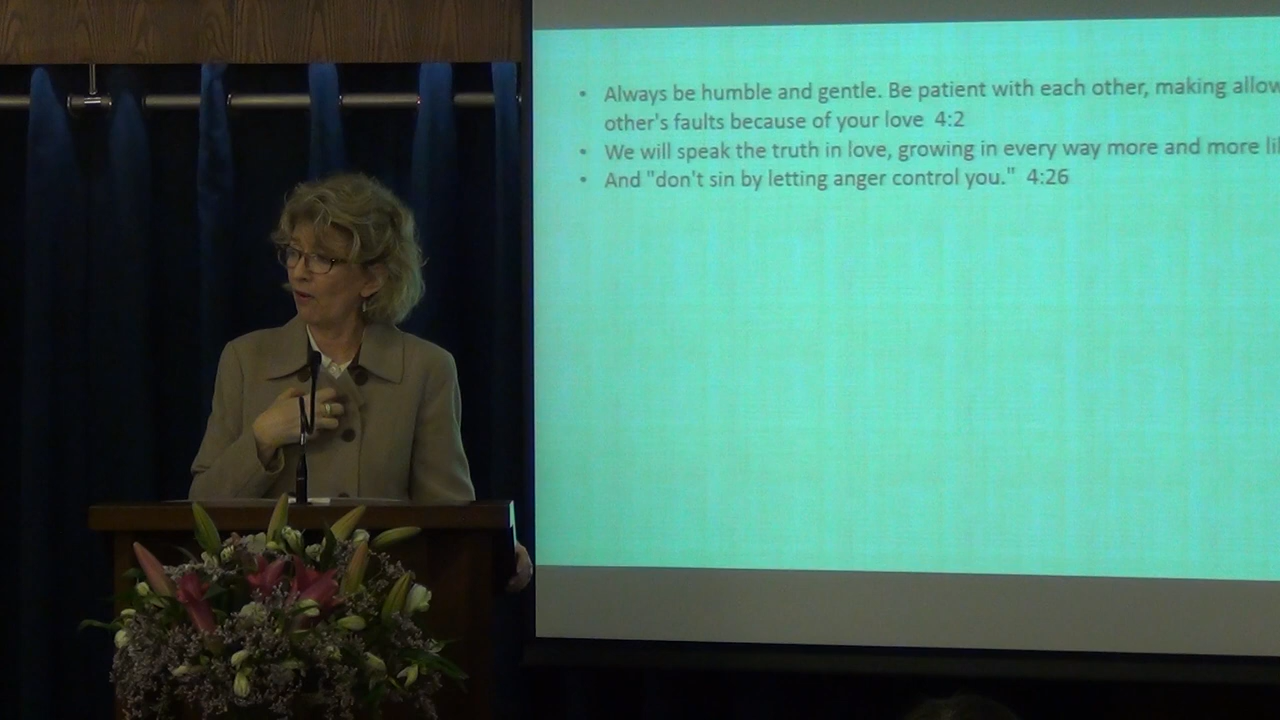 • Always be humble and gentle. Be patient with each other, making allow
other's faults because of your love 4:2
• We will speak the truth in love, growing in every way more and more li
• And "don't sin by letting anger control you." 4:26